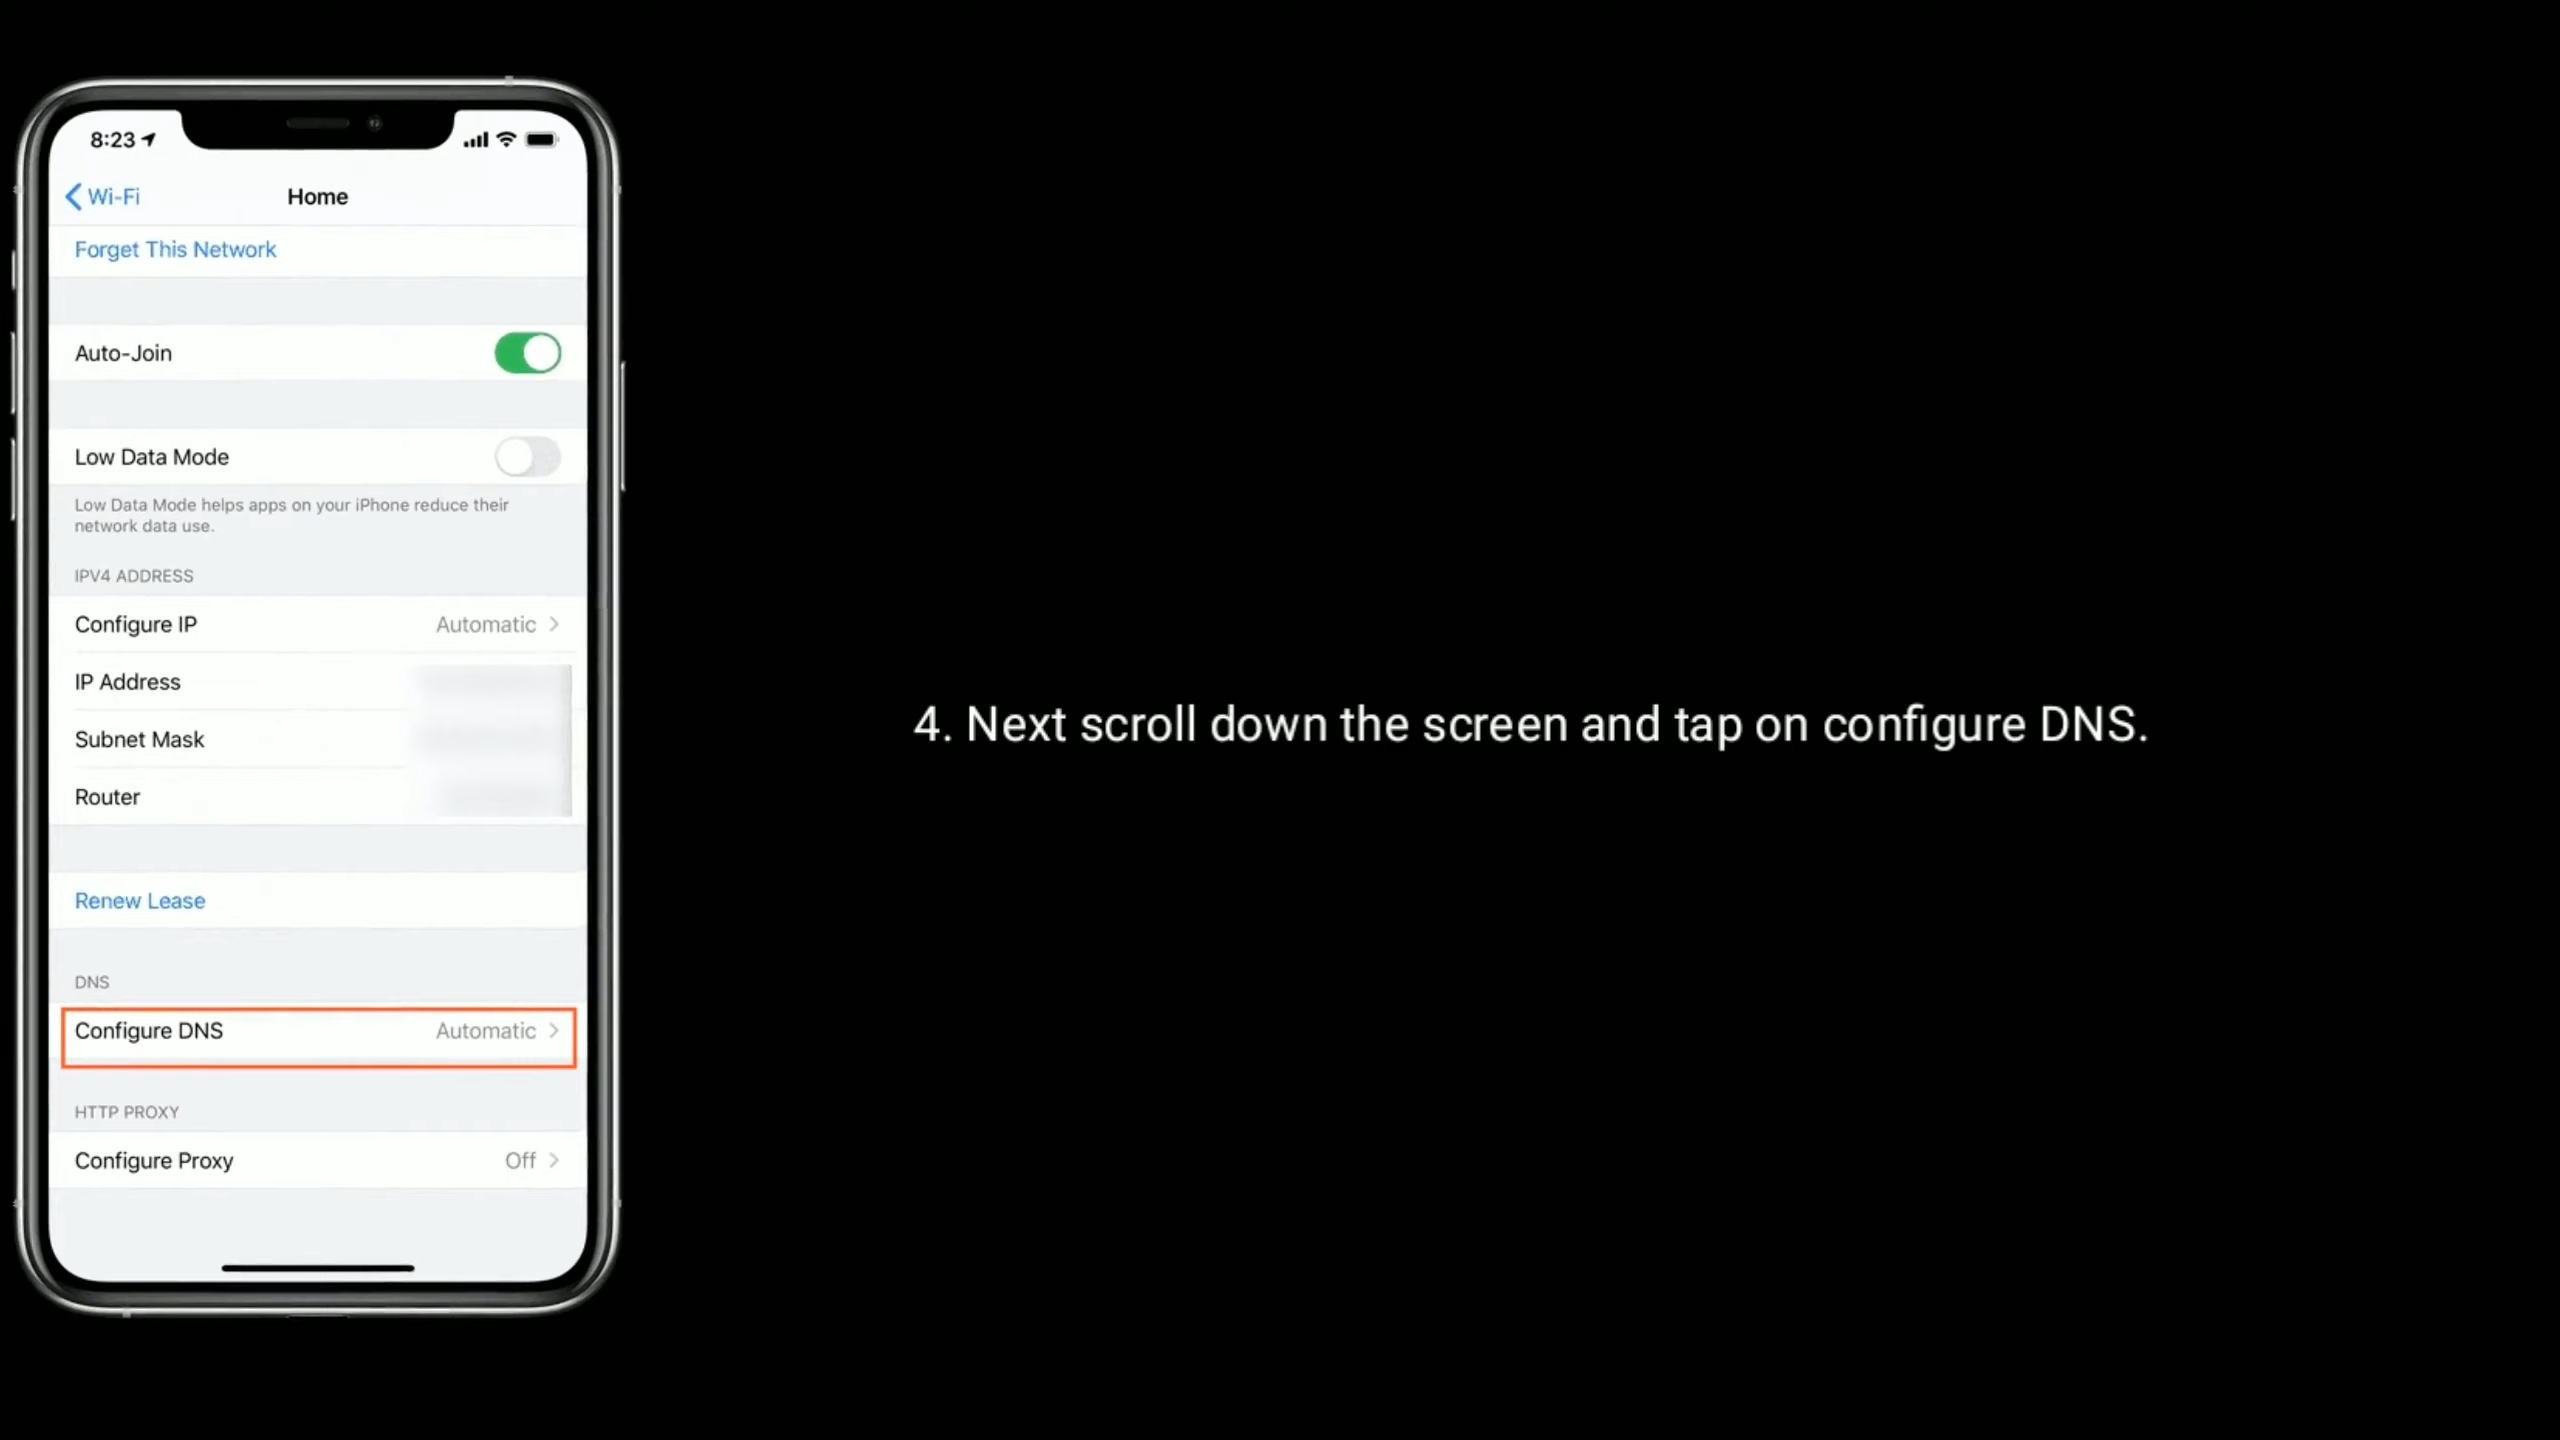 8:23
Wi-Fi
Home
Forget This Network
Auto-Join
Low Data Mode
Low Data Mode helps apps on your iPhone reduce their
network data use.
IPV4 ADDRESS
Configure IP Automatic
IP Address
Subnet Mask
Router
Renew Lease
DNS
Configure DNS Automatic
HTTP PROXY
Configure Proxy Off
4. Next scroll down the screen and tap on configure DNS.